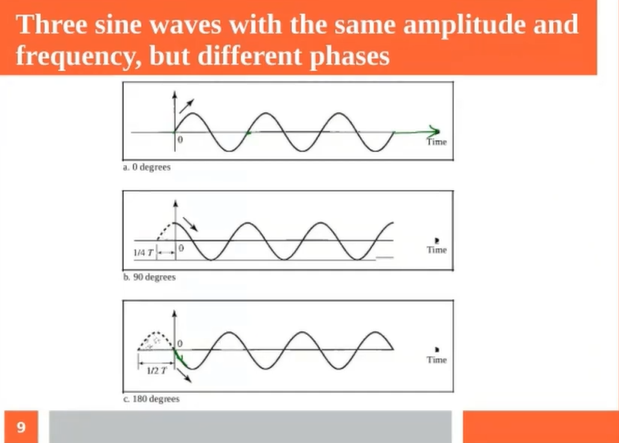 Three sine waves with the same amplitude and
frequency, but different phases
0
Time
a. 0 degrees
1/4 T
0
Time
b. 90 degrees
0
1/2 T
Time
c. 180 degrees
9